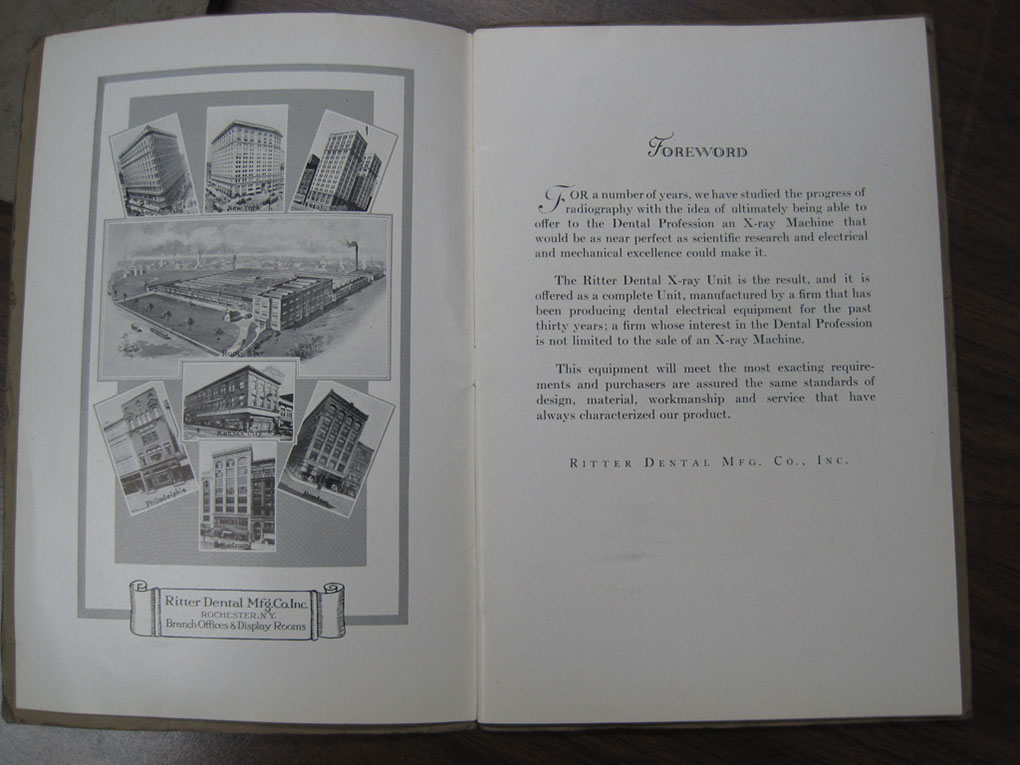 New York
Rochester
Kansas City
Philadelphia
Ritter Dental Mfg. Co. Inc.
ROCHESTER, N.Y.
Branch Offices & Display Rooms
FOREWORD
FOR a number of years, we have studied the progress of
radiography with the idea of ultimately being able to
offer to the Dental Profession an X-ray Machine that
would be as near perfect as scientific research and electrical
and mechanical excellence could make it.
The Ritter Dental X-ray Unit is the result, and it is
offered as a complete Unit, manufactured by a firm that has
been producing dental electrical equipment for the past
thirty years; a firm whose interest in the Dental Profession
is not limited to the sale of an X-ray Machine.
This equipment will meet the most exacting require-
ments and purchasers are assured the same standards of
design, material, workmanship and service that have
always characterized our product.
RITTER DENTAL MFG. CO., INC.